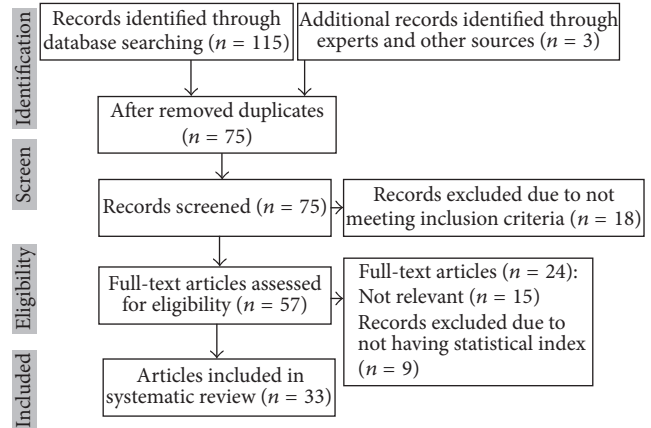 Identification
Records identified through
database searching (n = 115)
Additional records identified through
experts and other sources (n = 3)
After removed duplicates
(n = 75)
Screen
Records screened (n = 75)
Records excluded due to not
meeting inclusion criteria (n = 18)
Eligibility
Full-text articles assessed
for eligibility (n = 57)
Full-text articles (n = 24):
Not relevant (n = 15)
Records excluded due to
not having statistical index
(n = 9)
Included
Articles included in
systematic review (n = 33)